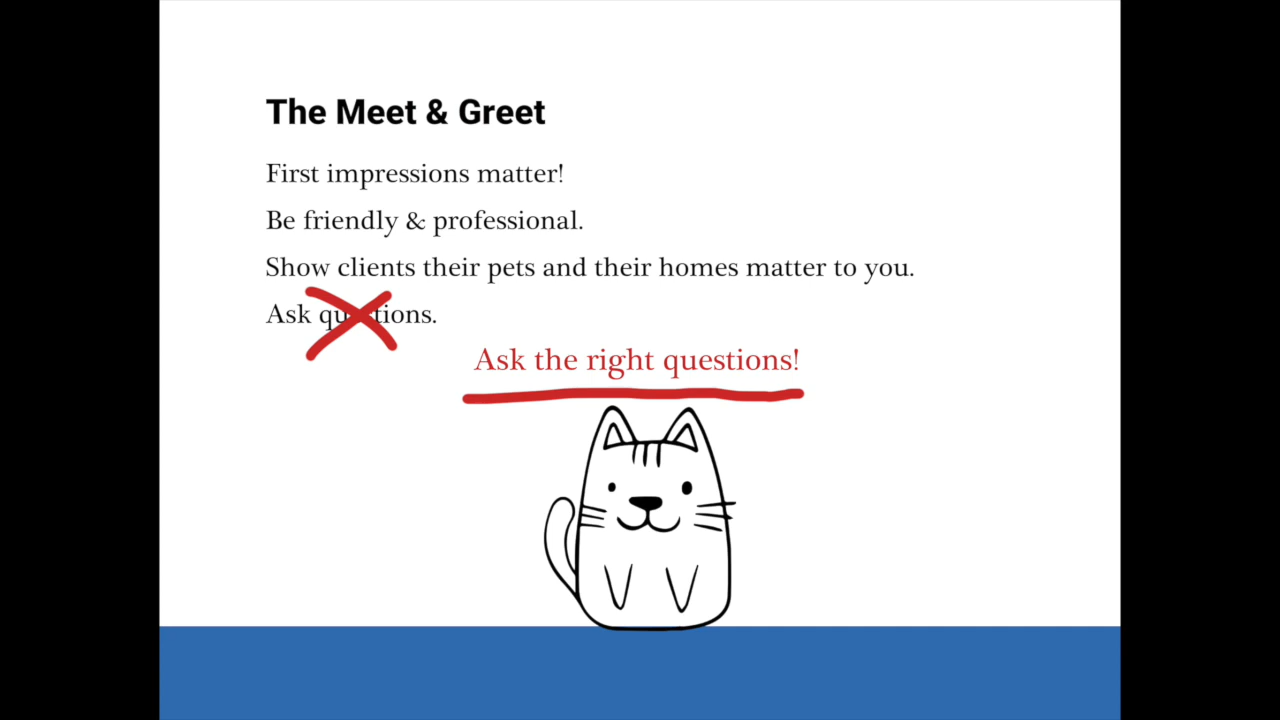 The Meet & Greet
First impressions matter!
Be friendly & professional.
Show clients their pets and their homes matter to you.
Ask questions.
Ask the right questions!